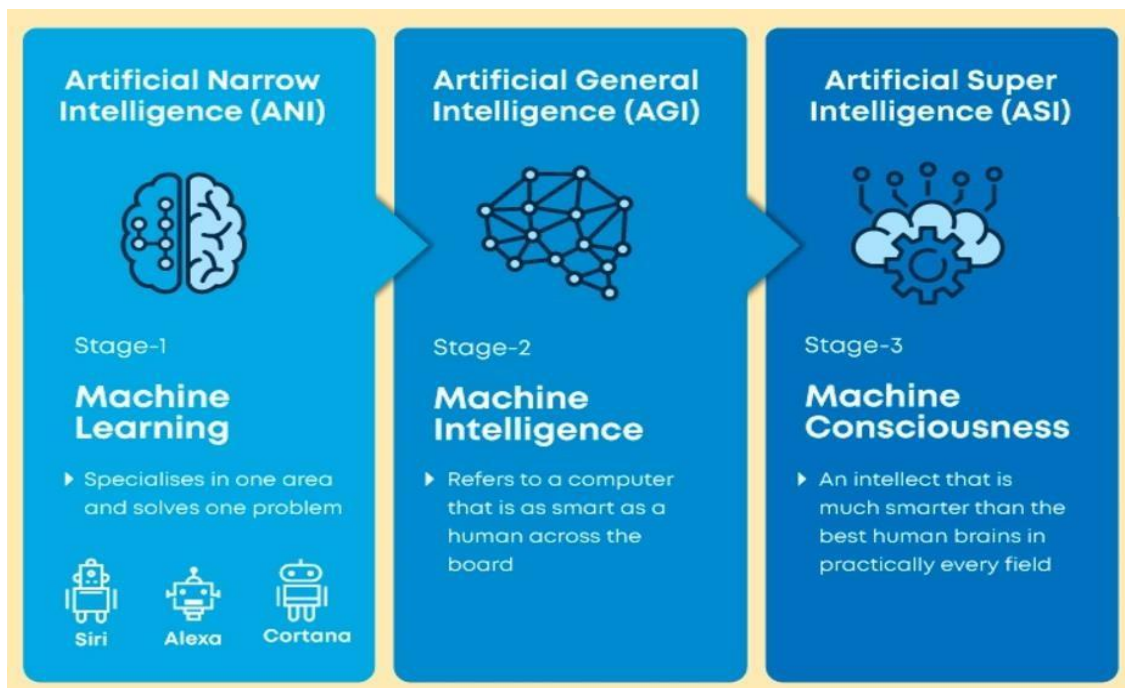 Artificial Narrow
Intelligence (ANI)
Stage-1
Machine
Learning
Specialises in one area
and solves one problem
Siri
Alexa
Cortana
Artificial General
Intelligence (AGI)
Stage-2
Machine
Intelligence
Refers to a computer
that is as smart as a
human across the
board
Artificial Super
Intelligence (ASI)
Stage-3
Machine
Consciousness
An intellect that is
much smarter than the
best human brains in
practically every field